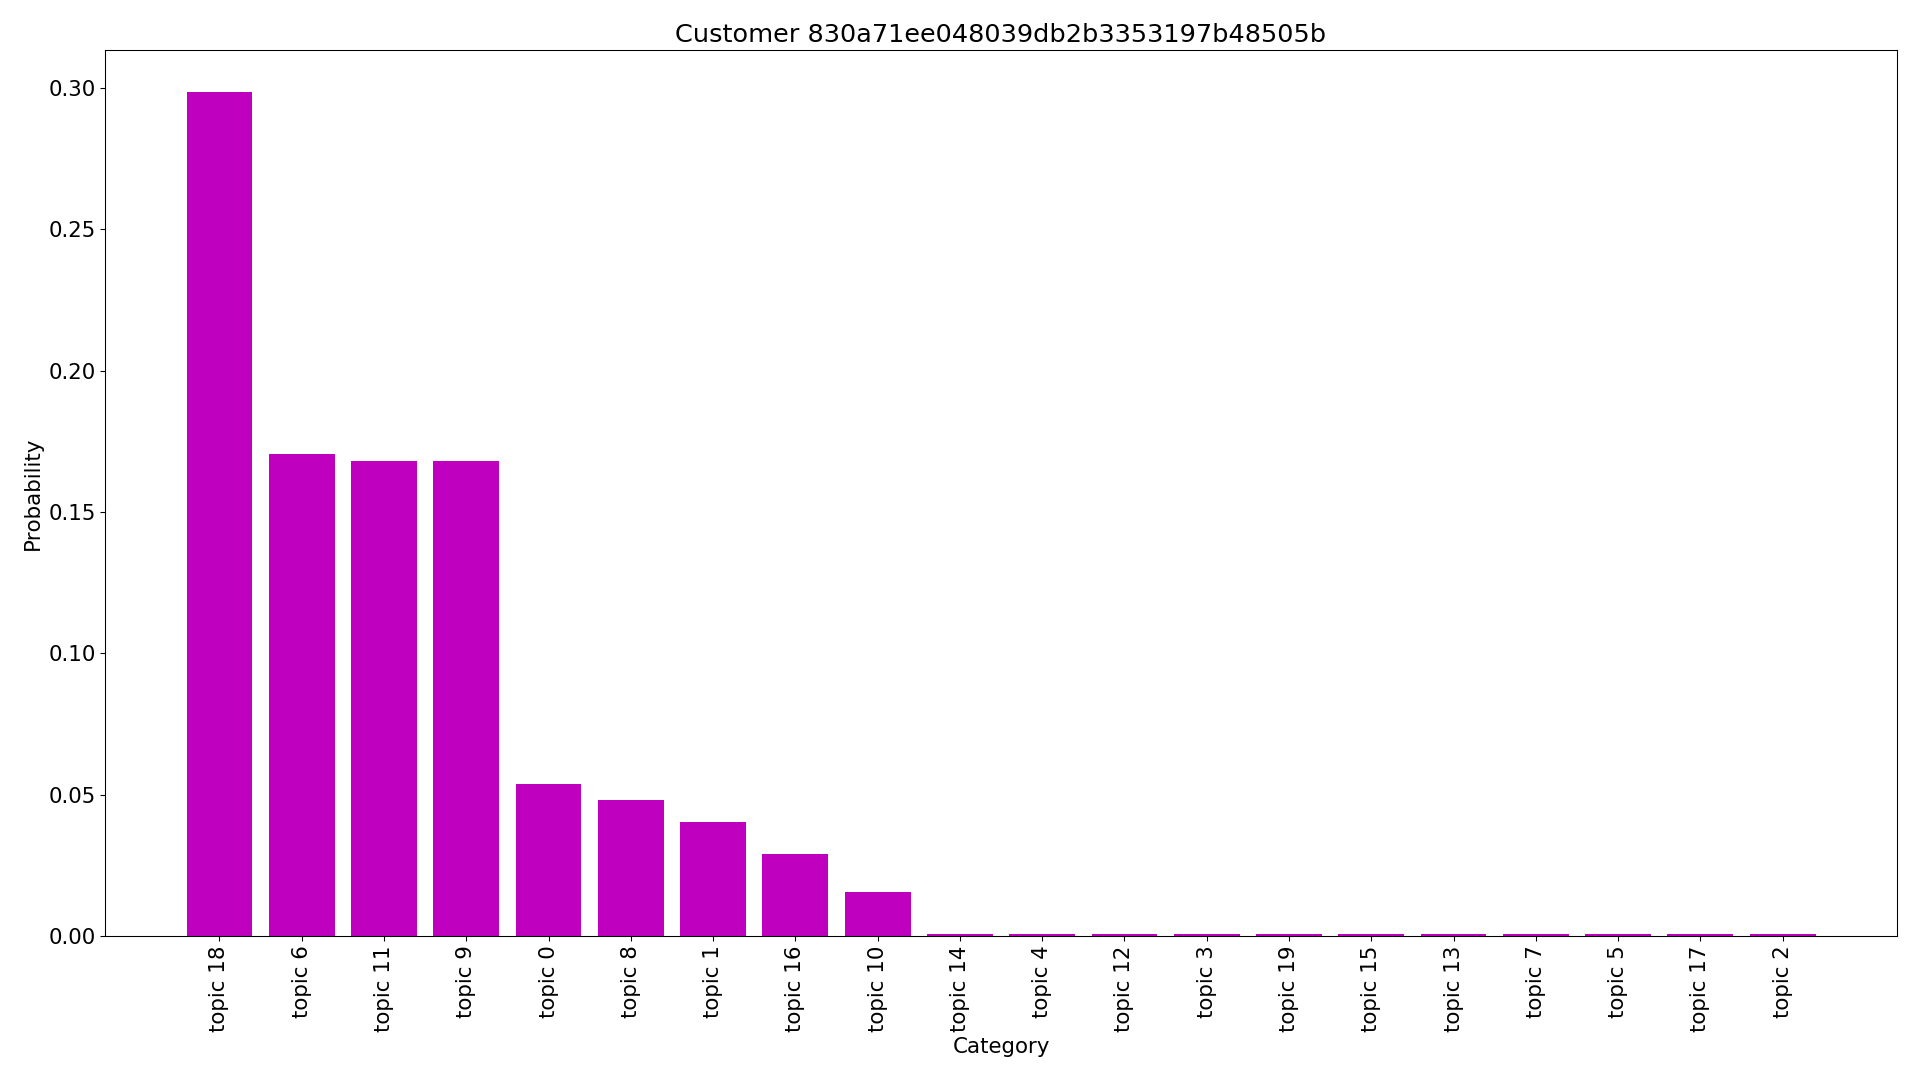 Customer 830a71ee048039db2b3353197b48505b
0.30
0.25
0.20
0.15
0.10
0.05
0.00
Probability
topic 18
topic 6
topic 11
topic 9
topic 0
topic 8
topic 1
topic 16
topic 10
topic 14
topic 4
topic 12
topic 3
topic 19
topic 15
topic 13
topic 7
topic 5
topic 17
topic 2
Category